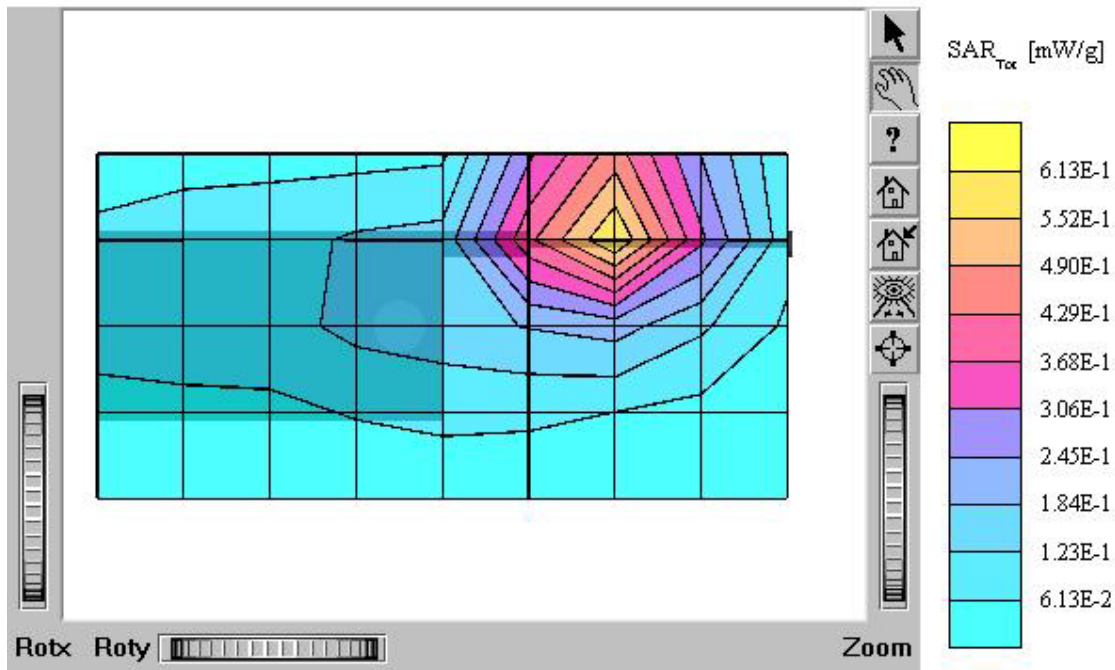 SARTot [mW/g]
?
6.13E-1
5.52E-1
4.90E-1
4.29E-1
3.68E-1
3.06E-1
2.45E-1
1.84E-1
1.23E-1
6.13E-2
Rotx Roty Zoom